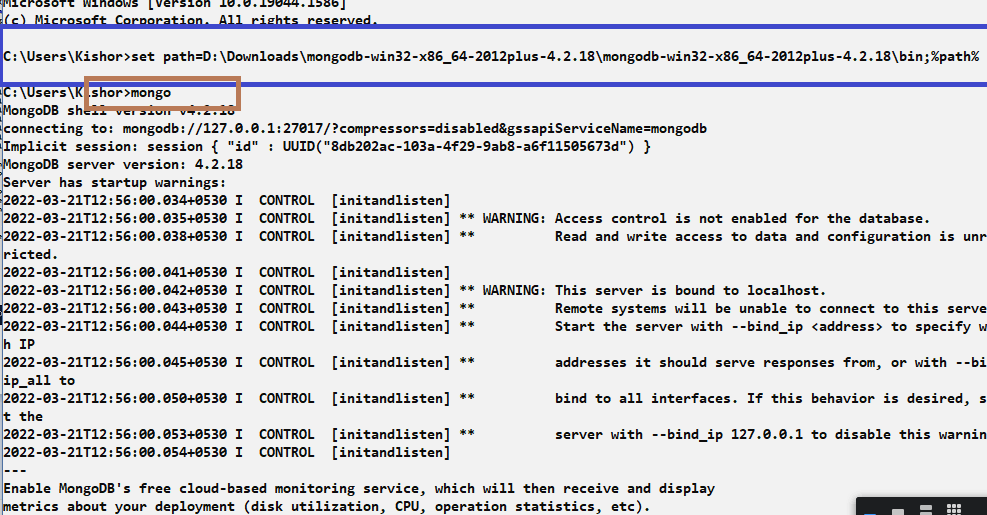 Microsoft Windows [Version 10.0.19044.1586]
(c) Microsoft Corporation. All rights reserved.
C:\Users\Kishor>set path=D:\Downloads\mongodb-win32-x86_64-2012plus-4.2.18\mongodb-win32-x86_64-2012plus-4.2.18\bin;%path%
C:\Users\Kishor>mongo
MongoDB shell version v4.2.18
connecting to: mongodb://127.0.0.1:27017/?compressors=disabled&gssapiServiceName=mongodb
Implicit session: session { "id" : UUID("8db202ac-103a-4f29-9ab8-a6f11505673d") }
MongoDB server version: 4.2.18
Server has startup warnings:
2022-03-21T12:56:00.034+0530 I  CONTROL  [initandlisten]
2022-03-21T12:56:00.035+0530 I  CONTROL  [initandlisten] ** WARNING: Access control is not enabled for the database.
2022-03-21T12:56:00.038+0530 I  CONTROL  [initandlisten] **          Read and write access to data and configuration is unr
ricted.
2022-03-21T12:56:00.041+0530 I  CONTROL  [initandlisten]
2022-03-21T12:56:00.042+0530 I  CONTROL  [initandlisten] ** WARNING: This server is bound to localhost.
2022-03-21T12:56:00.043+0530 I  CONTROL  [initandlisten] **          Remote systems will be unable to connect to this serve
2022-03-21T12:56:00.044+0530 I  CONTROL  [initandlisten] **          Start the server with --bind_ip <address> to specify w
h IP
2022-03-21T12:56:00.045+0530 I  CONTROL  [initandlisten] **          addresses it should serve responses from, or with --bi
ip_all to
2022-03-21T12:56:00.050+0530 I  CONTROL  [initandlisten] **          bind to all interfaces. If this behavior is desired, s
t the
2022-03-21T12:56:00.053+0530 I  CONTROL  [initandlisten] **          server with --bind_ip 127.0.0.1 to disable this warnin
2022-03-21T12:56:00.054+0530 I  CONTROL  [initandlisten]
---
Enable MongoDB's free cloud-based monitoring service, which will then receive and display
metrics about your deployment (disk utilization, CPU, operation statistics, etc).